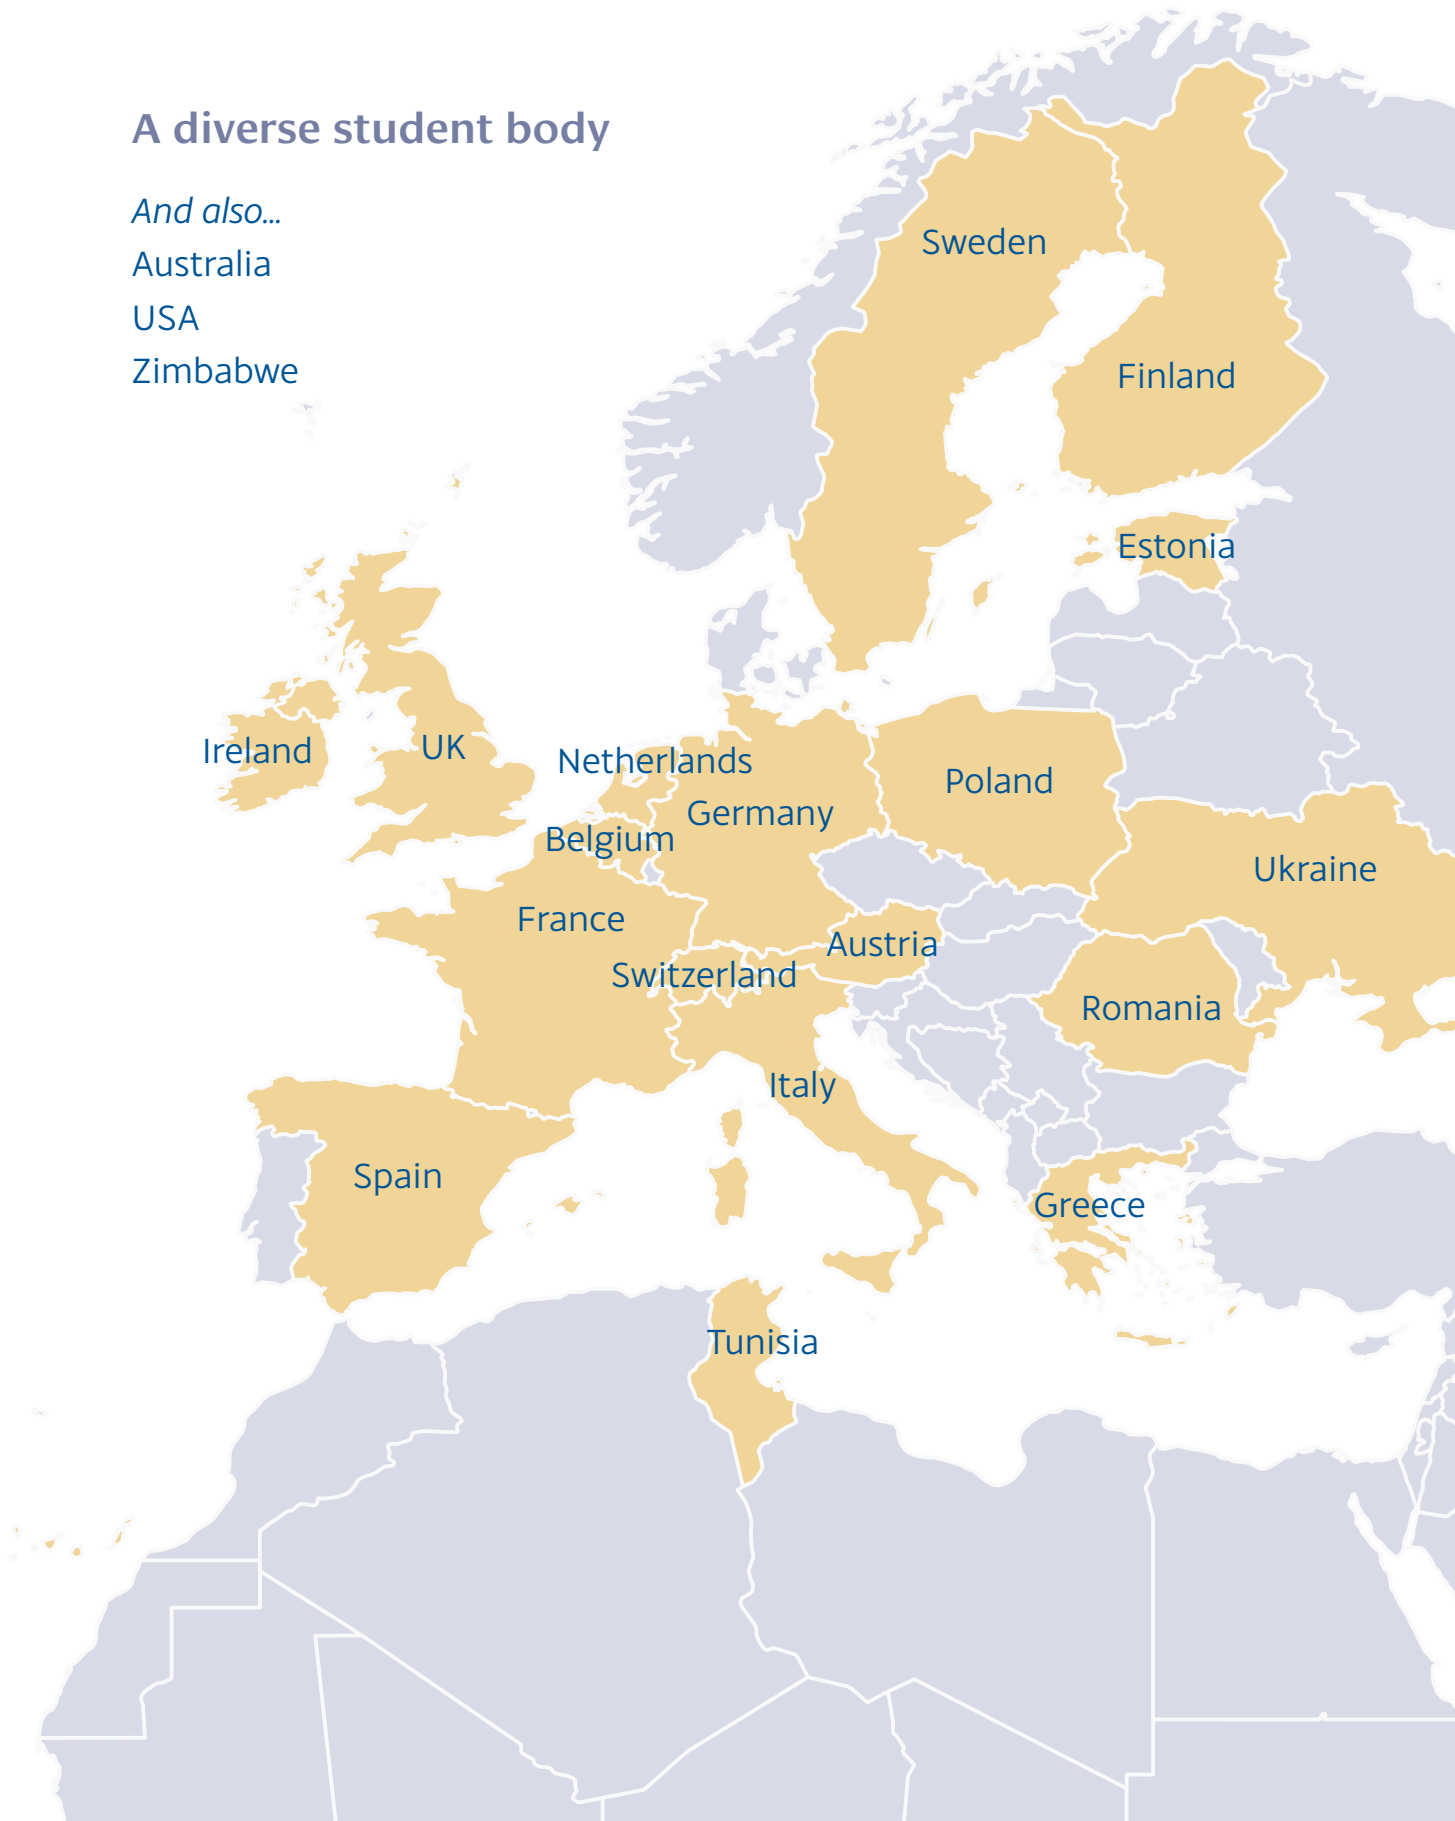 A diverse student body
And also...
Australia
USA
Zimbabwe
Sweden
Finland
Estonia
Ireland
UK
Netherlands
Poland
Germany
Belgium
Ukraine
France
Austria
Switzerland
Romania
Italy
Spain
Greece
Tunisia